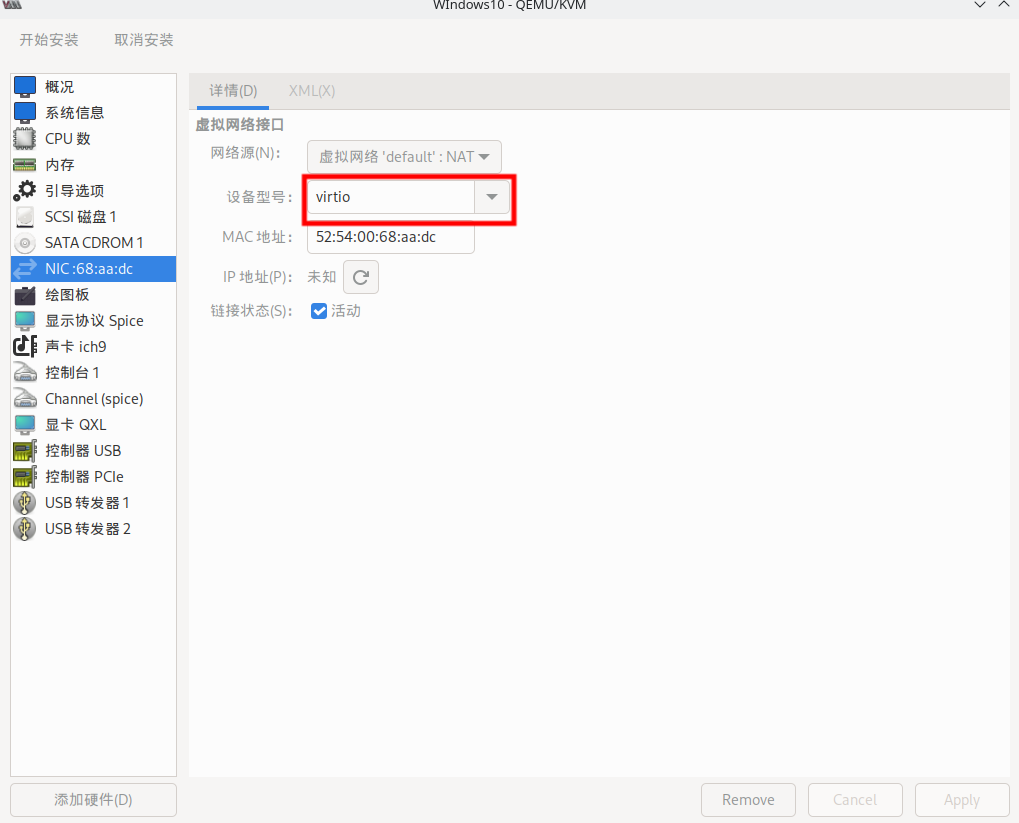 WIndows10 - QEMU/KVM
开始安装 取消安装
概况
系统信息
CPU 数
内存
引导选项
SCSI 磁盘 1
SATA CDROM 1
NIC :68:aa:dc
绘图板
显示协议 Spice
声卡 ich9
控制台 1
Channel (spice)
显卡 QXL
控制器 USB
控制器 PCIe
USB 转发器 1
USB 转发器 2
添加硬件(D)
详情(D) XML(X)
虚拟网络接口
网络源(N): 虚拟网络 'default' : NAT
设备型号: virtio
MAC 地址: 52:54:00:68:aa:dc
IP 地址(P): 未知
链接状态(S): 活动
Remove Cancel Apply